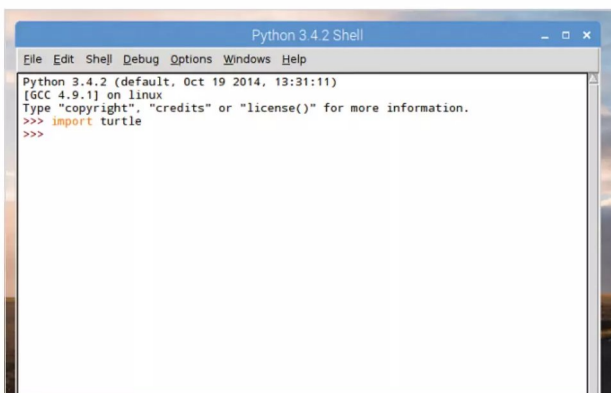 Python 3.4.2 Shell
File Edit Shell Debug Options Windows Help
Python 3.4.2 (default, Oct 19 2014, 13:31:11)
[GCC 4.9.1] on linux
Type "copyright", "credits" or "license()" for more information.
>>> import turtle
>>>